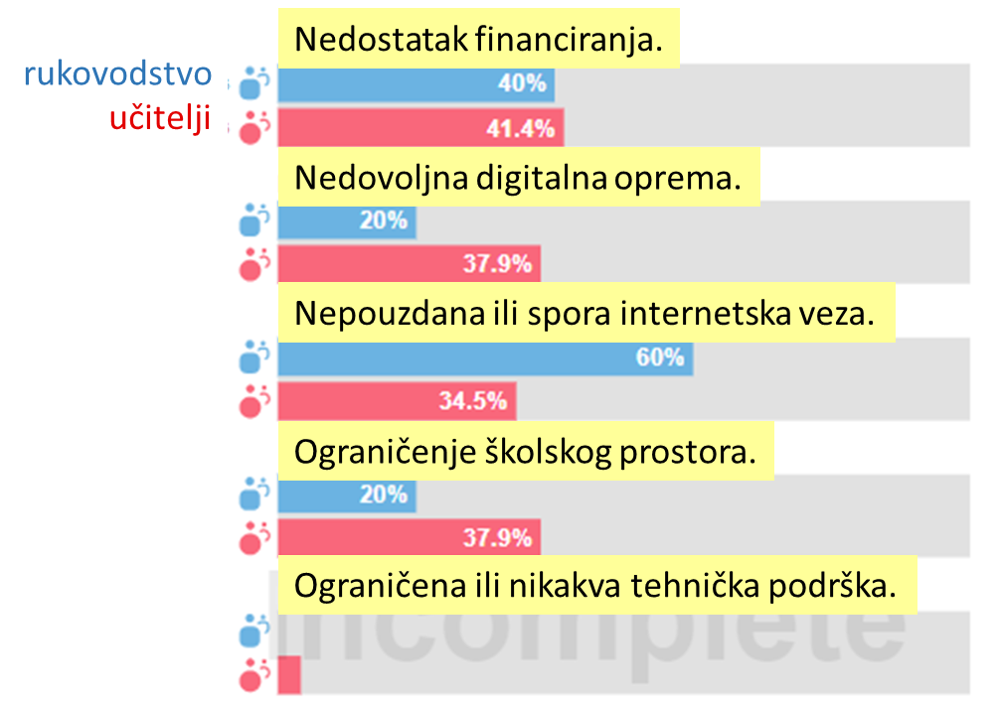 Nedostatak financiranja.
rukovodstvo
40%
učitelji
41.4%
Nedovoljna digitalna oprema.
20%
37.9%
Nepouzdana ili spora internetska veza.
60%
34.5%
Ograničenje školskog prostora.
20%
37.9%
Ograničena ili nikakva tehnička podrška.
incomplete